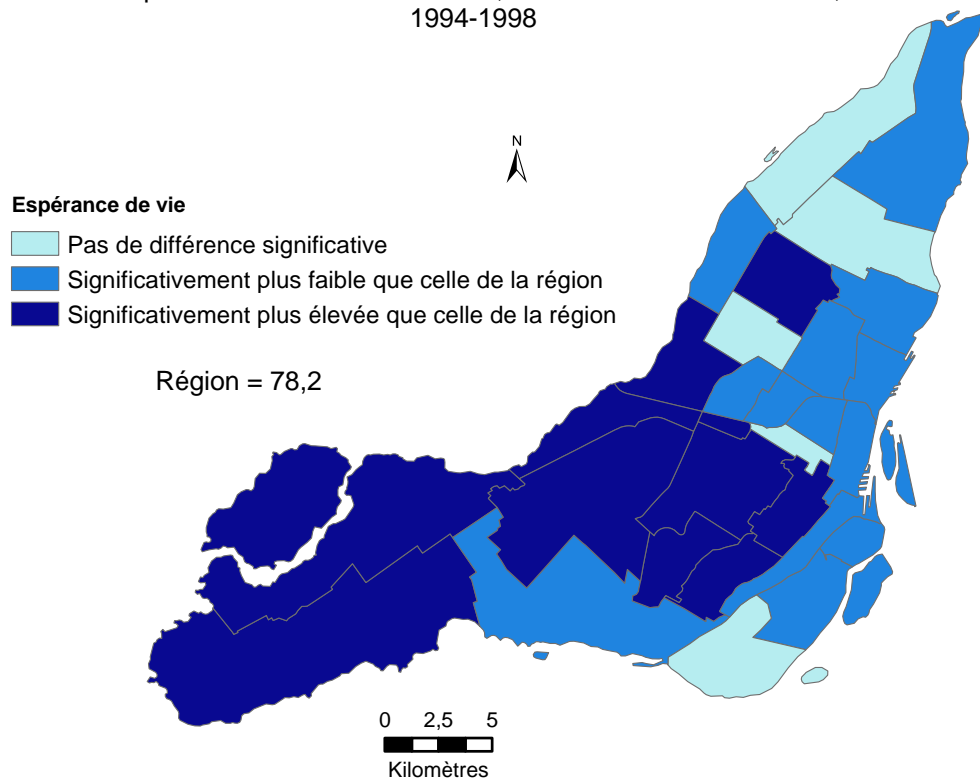 1994-1998
N
Espérance de vie
Pas de différence significative
Significativement plus faible que celle de la région
Significativement plus élevée que celle de la région
Région = 78,2
0 2,5 5
Kilomètres